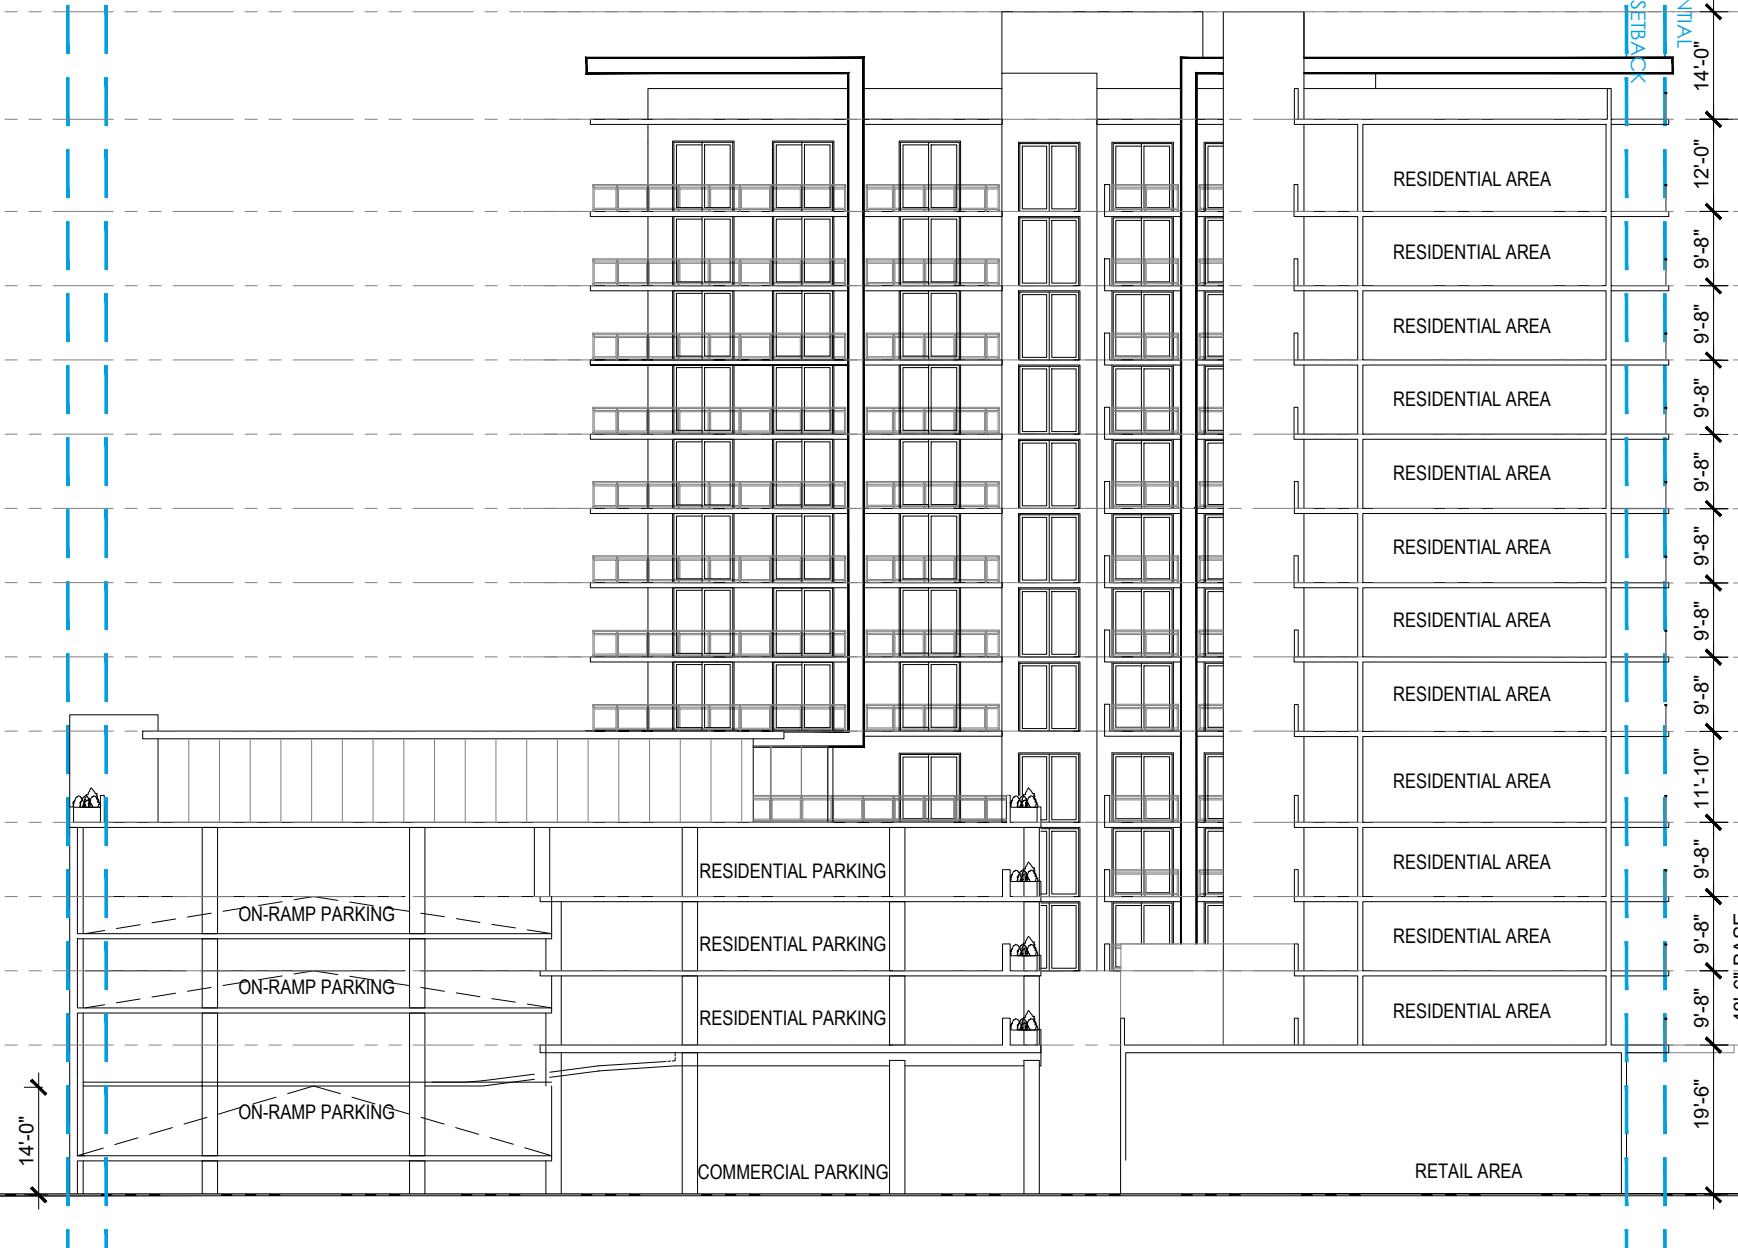 NTIAL
SETBACK
14'-0"
12'-0"
RESIDENTIAL AREA
9'-8"
RESIDENTIAL AREA
9'-8"
RESIDENTIAL AREA
9'-8"
RESIDENTIAL AREA
9'-8"
RESIDENTIAL AREA
9'-8"
RESIDENTIAL AREA
9'-8"
RESIDENTIAL AREA
9'-8"
RESIDENTIAL AREA
11'-10"
RESIDENTIAL AREA
RESIDENTIAL PARKING
RESIDENTIAL AREA
9'-8"
ON-RAMP PARKING
RESIDENTIAL PARKING
RESIDENTIAL AREA
9'-8"
ON-RAMP PARKING
RESIDENTIAL PARKING
RESIDENTIAL AREA
9'-8"
14'-0"
ON-RAMP PARKING
19'-6"
COMMERCIAL PARKING
RETAIL AREA